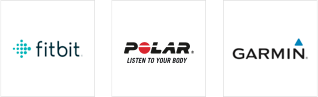 fitbit
POLAR®
LISTEN TO YOUR BODY
GARMIN